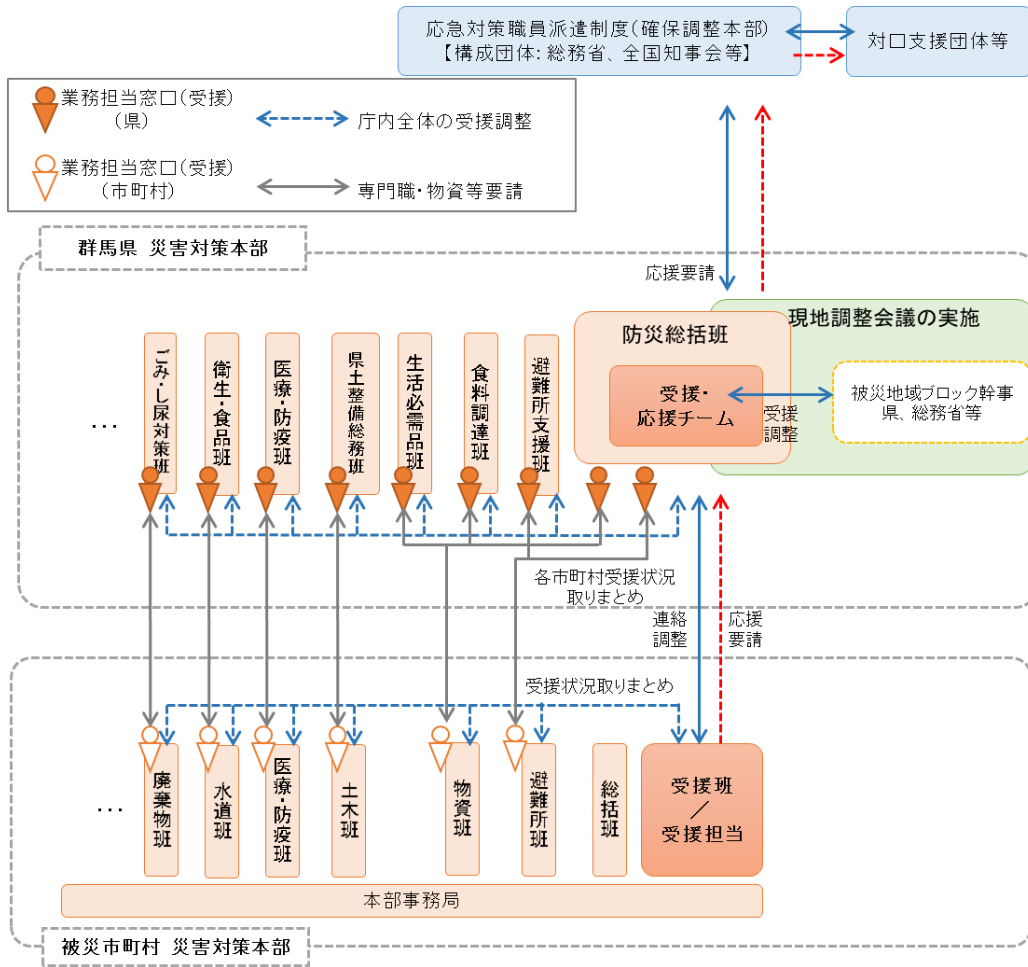 応急対策職員派遣制度(確保調整本部)
【構成団体：総務省、全国知事会等】
対口支援団体等
業務担当窓口(受援)
(県)
庁内全体の受援調整
業務担当窓口(受援)
(市町村)
専門職・物資等要請
群馬県 災害対策本部
応援要請
現地調整会議の実施
防災総括班
受援・
応援チーム
受援
調整
被災地域ブロック幹事
県、総務省等
…
ごみ・し尿対策班
衛生・食品班
医療・防疫班
県土整備総務班
生活必需品班
食料調達班
避難所支援班
各市町村受援状況
取りまとめ
連絡
調整
応援
要請
受援状況取りまとめ
…
廃棄物班
水道班
医療・防疫班
土木班
物資班
避難所班
総括班
受援班
／
受援担当
本部事務局
被災市町村 災害対策本部